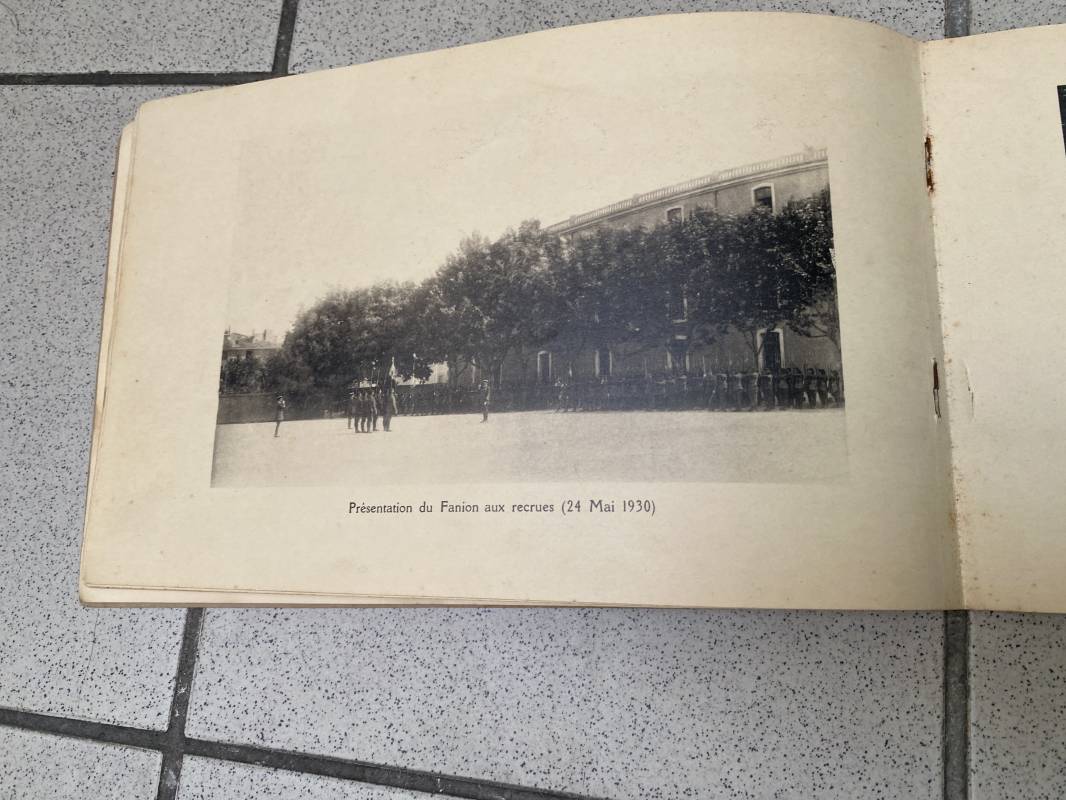 Présentation du Fanion aux recrues (24 Mai 1930)